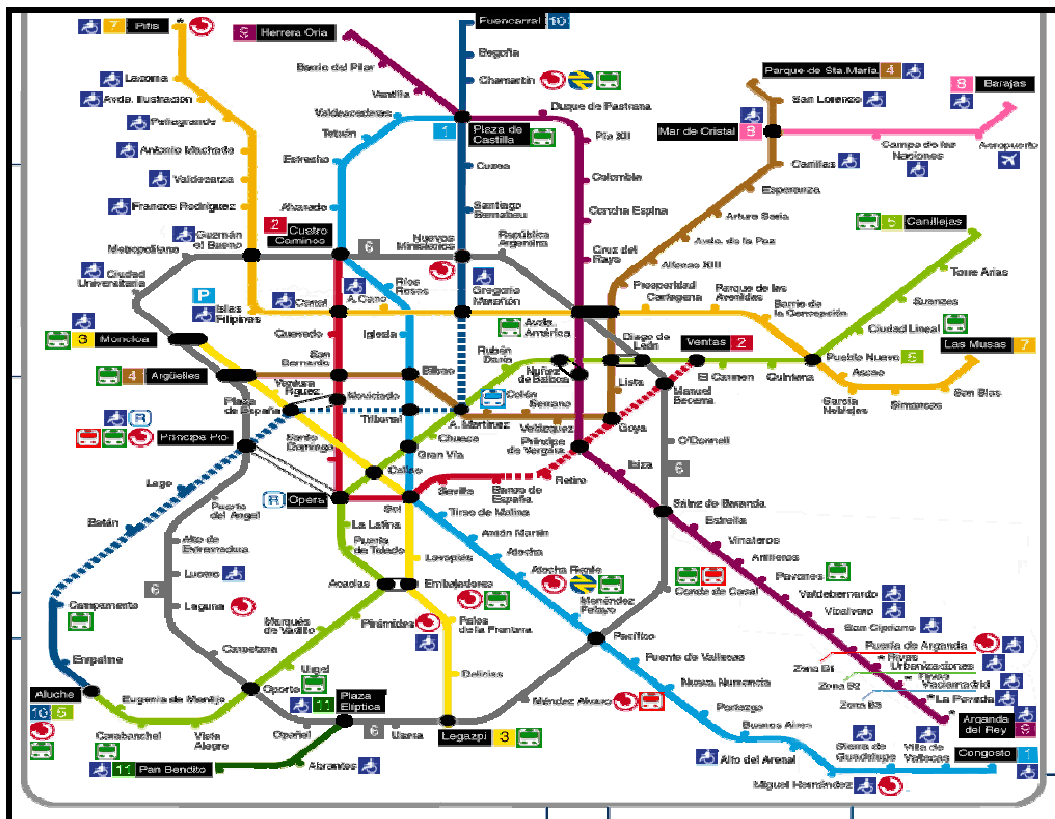 7 Pitis
9 Herrera Oria
Fuencarral 10
Begoña
Barrio del Pilar
Chamartín
Parque de Sta.María 4
8 Barajas
Lacoma
Avda. Ilustración
Ventilla
San Lorenzo
Valdeacederas
Duque de Pastrana
Peñagrande
Tetuán
1 Plaza de
Castilla
Pío XII
Mar de Cristal 8
Campo de las
Naciones
Aeropuerto
Antonio Machado
Estrecho
Cuzco
Canillas
Valdezarza
Colombia
Esperanza
Francos Rodríguez
Alvarado
Santiago
Bernabeu
Concha Espina
Arturo Soria
5 Canillejas
2 Cuatro
Caminos
Guzmán
el Bueno
Metropolitano
6
Nuevos
Ministerios
República
Argentina
Cruz del
Rayo
Avda. de la Paz
Alfonso XIII
Torre Arias
Ciudad
Universitaria
Ríos
Rosas
Gregorio
Marañón
Prosperidad
Cartagena
Parque de las
Avenidas
Suanzes
P
Islas
Filipinas
Canal
A. Cano
Barrio de
la Concepción
Ciudad Lineal
3 Moncloa
Quevedo
Iglesia
Avda.
América
Diego de
León
Ventas 2
Las Musas 7
San
Bernardo
Bilbao
Rubén
Darío
Núñez
de Balboa
Pueblo Nuevo 5
4 Argüelles
Ventura
Rguez
Lista
Manuel
Becerra
El Carmen
Quintana
Ascao
Plaza
de España
Noviciado
Tribunal
Colón
Serrano
García
Noblejas
Simancas
San Blas
A. Martínez
Velázquez
Goya
R
Príncipe Pío
Santo
Domingo
Chueca
Gran Vía
Príncipe
de Vergara
O'Donnell
Callao
Ibiza
6
Lago
R Opera
Sol
Sevilla
Banco de
España
Retiro
Batán
Puerta
del Angel
La Latina
Tirso de Molina
Sáinz de Baranda
Estrella
Alto de
Extremadura
Puerta
de Toledo
Antón Martín
Vinateros
Lucero
Lavapiés
Atocha
Artilleros
6
Acacias
Embajadores
Atocha Renfe
Pavones
Conde de Casal
Valdebernardo
Campamento
Laguna
Menéndez
Pelayo
Vicálvaro
Marqués
de Vadillo
Pirámides
Palos
de la Frontera
San Cipriano
Carpetana
Pacífico
Puerta de Arganda
Rivas
Urbanizaciones
Empalme
Urgel
Delicias
Puente de Vallecas
Zona B1
Rivas
Vaciamadrid
Aluche
10 5
Oporto
Nueva Numancia
Zona B2
La Poveda
Eugenia de Montijo
11 Plaza
Elíptica
Méndez Alvaro
Portazgo
Zona B3
Arganda
del Rey 9
Carabanchel
Vista
Alegre
Opañel
6
Usera
Legazpi 3
Buenos Aires
11 Pan Bendito
Abrantes
Alto del Arenal
Sierra de
Guadalupe
Villa de
Vallecas
Congosto 1
Miguel Hernández